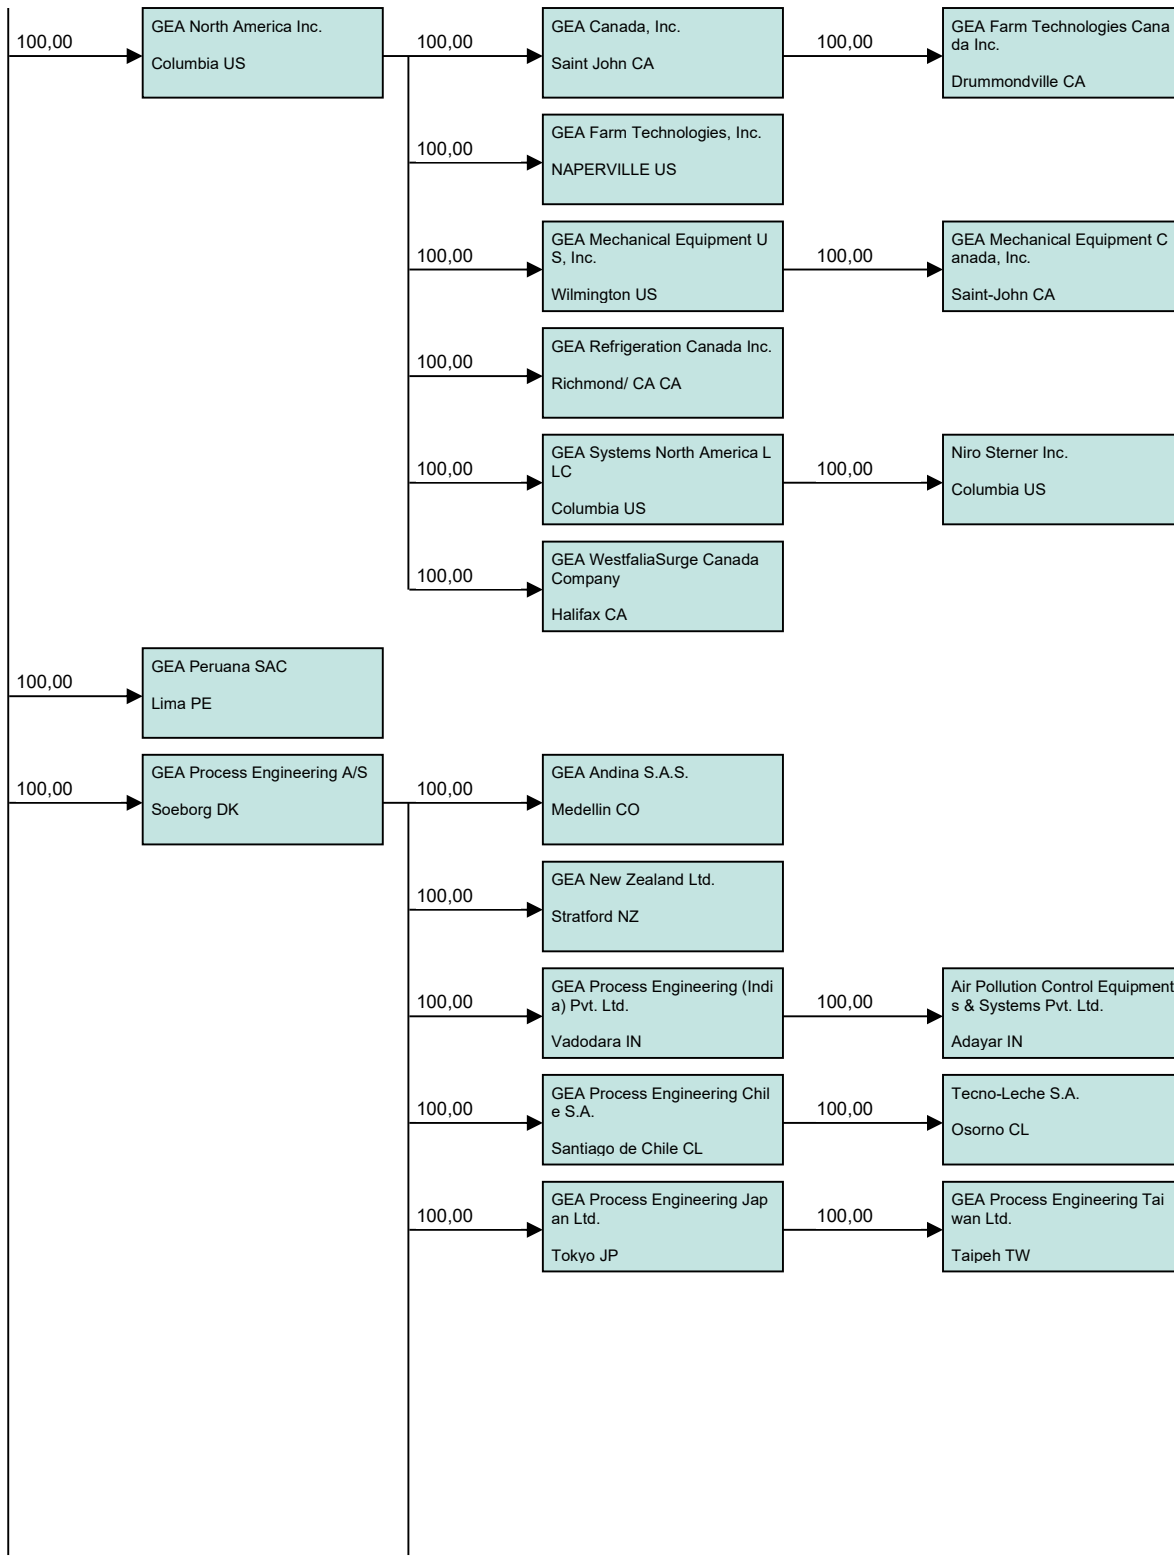 GEA North America Inc.
100,00
Columbia US
100,00
GEA Canada, Inc.
Saint John CA
100,00
GEA Farm Technologies Cana
da Inc.
Drummondville CA
100,00
GEA Farm Technologies, Inc.
NAPERVILLE US
100,00
GEA Mechanical Equipment U
S, Inc.
Wilmington US
100,00
GEA Mechanical Equipment C
anada, Inc.
Saint-John CA
100,00
GEA Refrigeration Canada Inc.
Richmond/ CA CA
100,00
GEA Systems North America L
LC
Columbia US
100,00
Niro Sterner Inc.
Columbia US
100,00
GEA WestfaliaSurge Canada
Company
Halifax CA
100,00
GEA Peruana SAC
Lima PE
100,00
GEA Process Engineering A/S
Soeborg DK
100,00
GEA Andina S.A.S.
Medellin CO
100,00
GEA New Zealand Ltd.
Stratford NZ
100,00
GEA Process Engineering (Indi
a) Pvt. Ltd.
Vadodara IN
100,00
Air Pollution Control Equipment
s & Systems Pvt. Ltd.
Adayar IN
100,00
GEA Process Engineering Chil
e S.A.
Santiago de Chile CL
100,00
Tecno-Leche S.A.
Osorno CL
100,00
GEA Process Engineering Jap
an Ltd.
Tokyo JP
100,00
GEA Process Engineering Tai
wan Ltd.
Taipeh TW